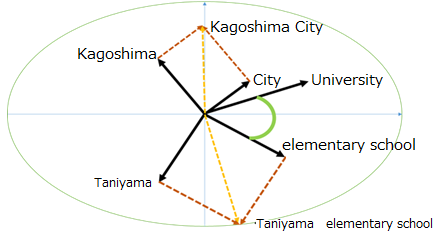 Kagoshima City
Kagoshima
City
University
elementary school
Taniyama
Taniyama elementary school